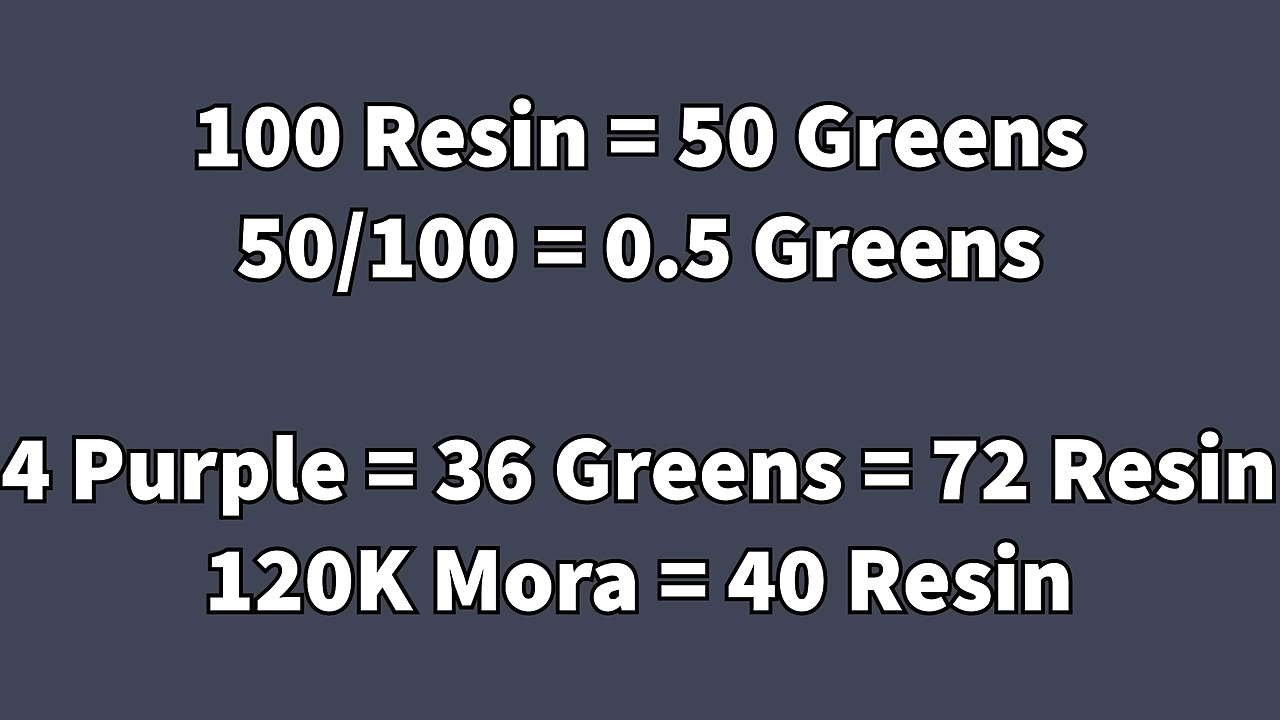 100 Resin = 50 Greens
50/100 = 0.5 Greens
4 Purple = 36 Greens = 72 Resin
120K Mora = 40 Resin